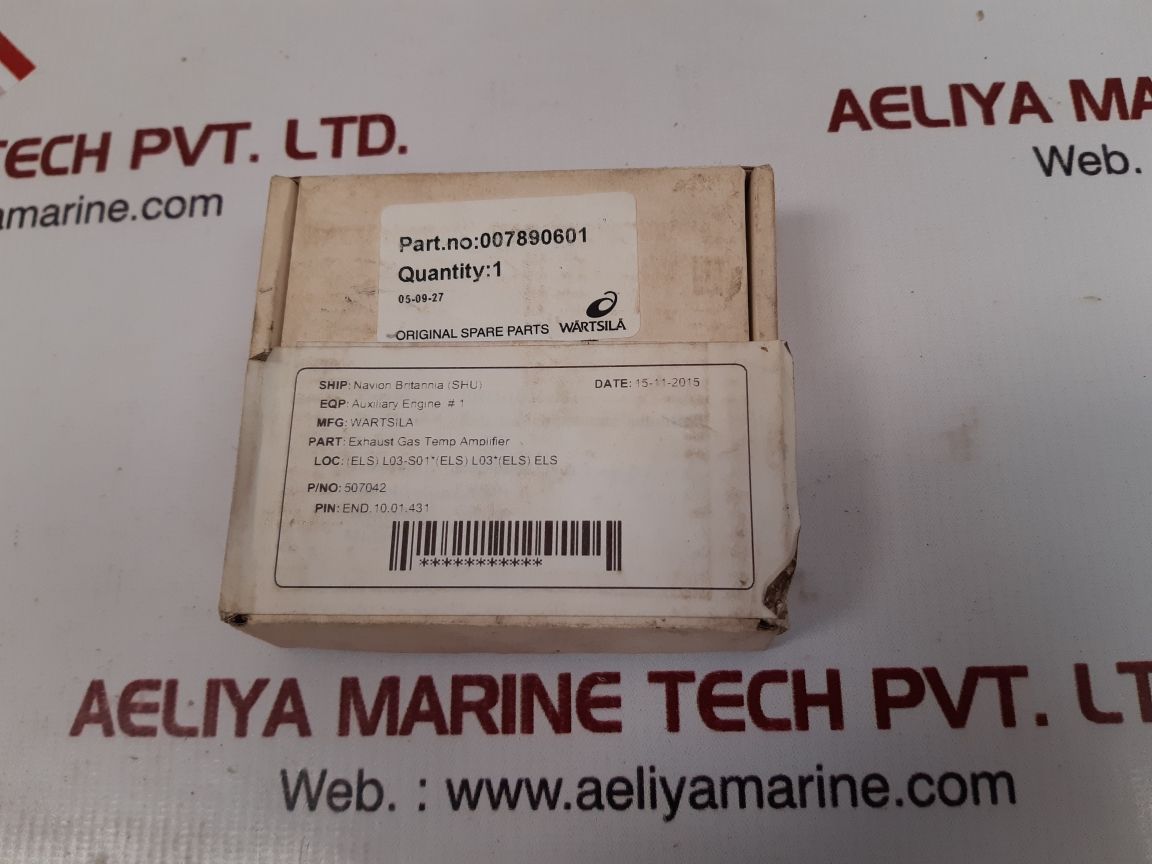 TECH PVT. LTD.
amarine.com
AELIYA MA
Web.
Part.no:007890601
Quantity:1
05-09-27
ORIGINAL SPARE PARTS WÄRTSILÄ
SHIP: Navion Britannia (SHU) DATE: 15-11-2015
EQP: Auxiliary Engine # 1
MFG: WARTSILA
PART: Exhaust Gas Temp Amplifier
LOC: (ELS) L03-S01*(ELS) L03*(ELS) ELS
P/NO: 507042
PIN: END.10.01.431
***********
AELIYA MARINE TECH PVT. LT
Web. : www.aeliyamarine.com